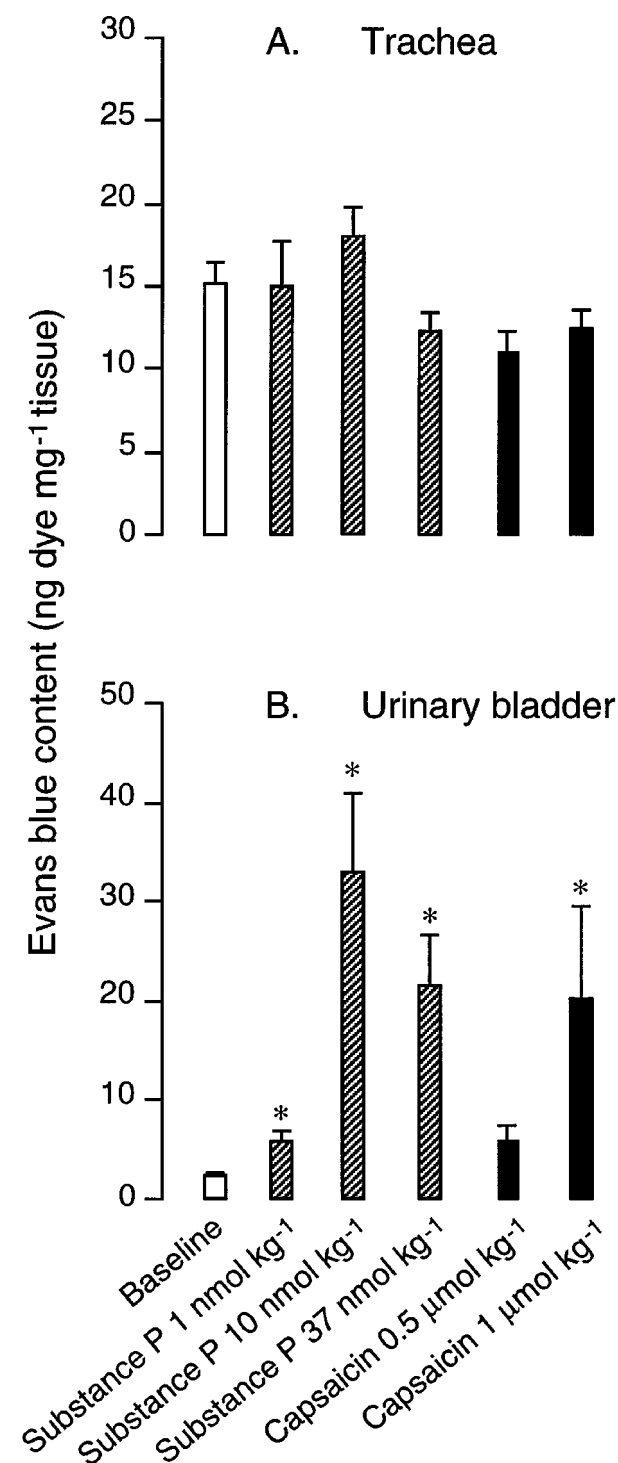 A. Trachea
30
25
20
15
10
5
0
Evans blue content (ng dye mg⁻¹ tissue)
B. Urinary bladder
50
40
30
20
10
0
*
*
*
*
Baseline
Substance P 1 nmol kg⁻¹
Substance P 10 nmol kg⁻¹
Substance P 37 nmol kg⁻¹
Capsaicin 0.5 µmol kg⁻¹
Capsaicin 1 µmol kg⁻¹